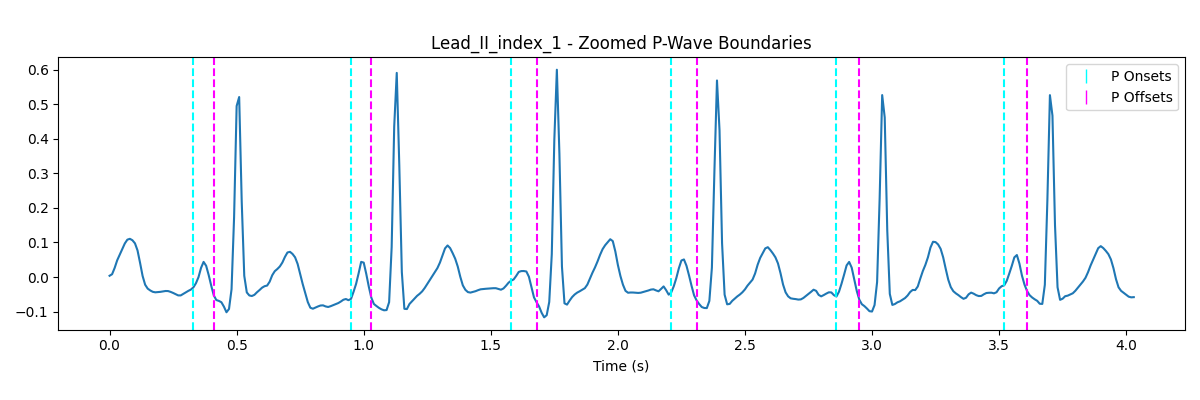 Lead_II_index_1 - Zoomed P-Wave Boundaries
P Onsets
P Offsets
0.6
0.5
0.4
0.3
0.2
0.1
0.0
−0.1
0.0 0.5 1.0 1.5 2.0 2.5 3.0 3.5 4.0
Time (s)